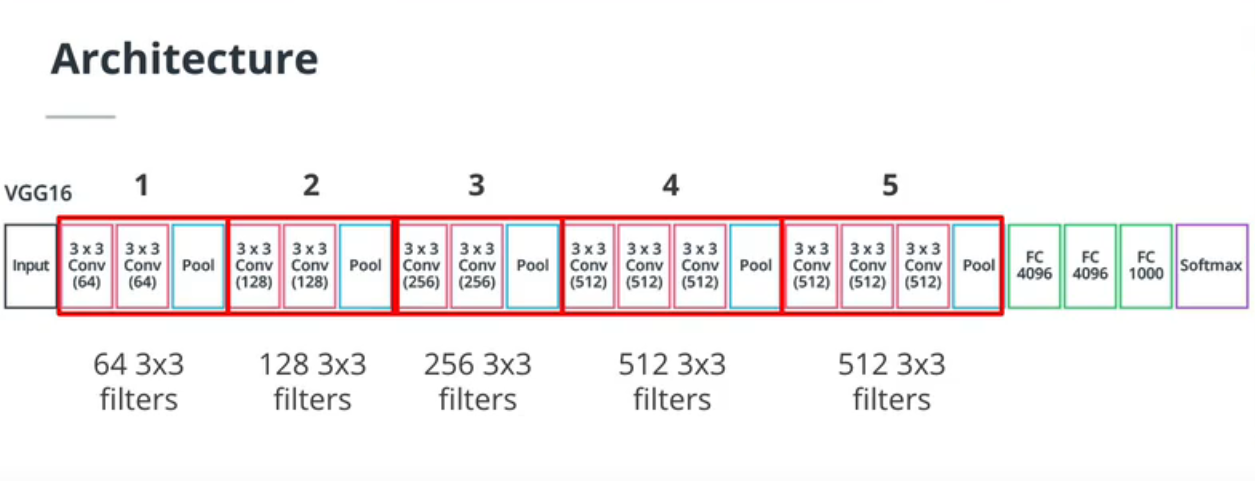 Architecture
VGG16
1
2
3
4
5
Input
3 x 3
Conv
(64)
3 x 3
Conv
(64)
Pool
3 x 3
Conv
(128)
3 x 3
Conv
(128)
Pool
3 x 3
Conv
(256)
3 x 3
Conv
(256)
Pool
3 x 3
Conv
(512)
3 x 3
Conv
(512)
3 x 3
Conv
(512)
Pool
3 x 3
Conv
(512)
3 x 3
Conv
(512)
3 x 3
Conv
(512)
Pool
FC
4096
FC
4096
FC
1000
Softmax
64 3x3
filters
128 3x3
filters
256 3x3
filters
512 3x3
filters
512 3x3
filters